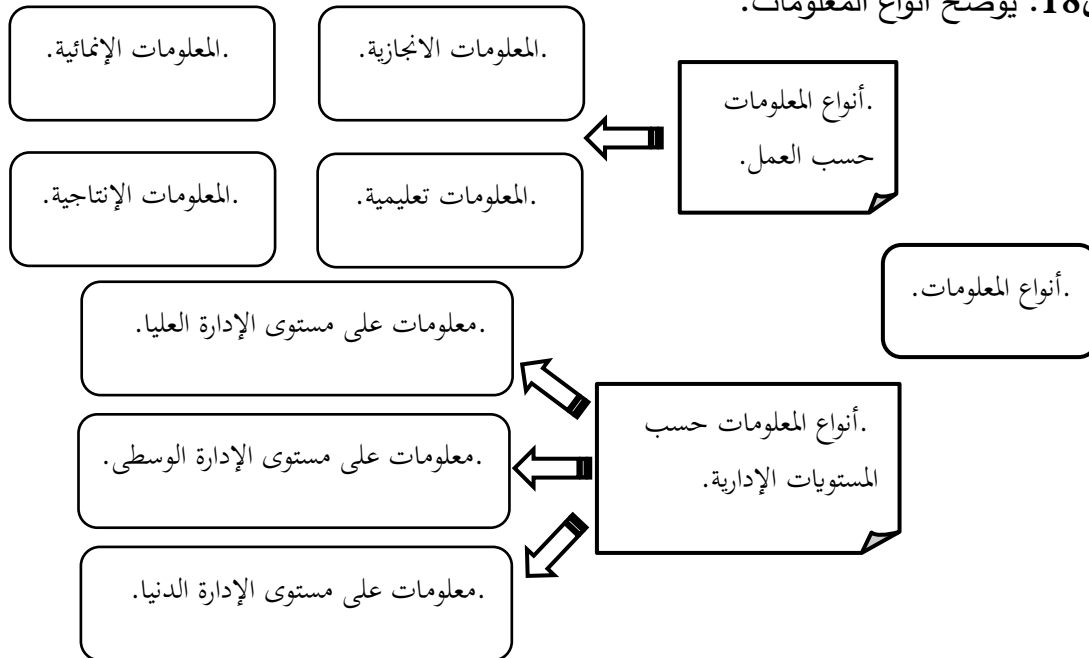 18. يوضح أنواع المعلومات.
.أنواع المعلومات
حسب العمل.
.المعلومات الانجازية.
.المعلومات الإنمائية.
.المعلومات تعليمية.
.المعلومات الإنتاجية.
.أنواع المعلومات.
.أنواع المعلومات حسب
المستويات الإدارية.
.معلومات على مستوى الإدارة العليا.
.معلومات على مستوى الإدارة الوسطى.
.معلومات على مستوى الإدارة الدنيا.